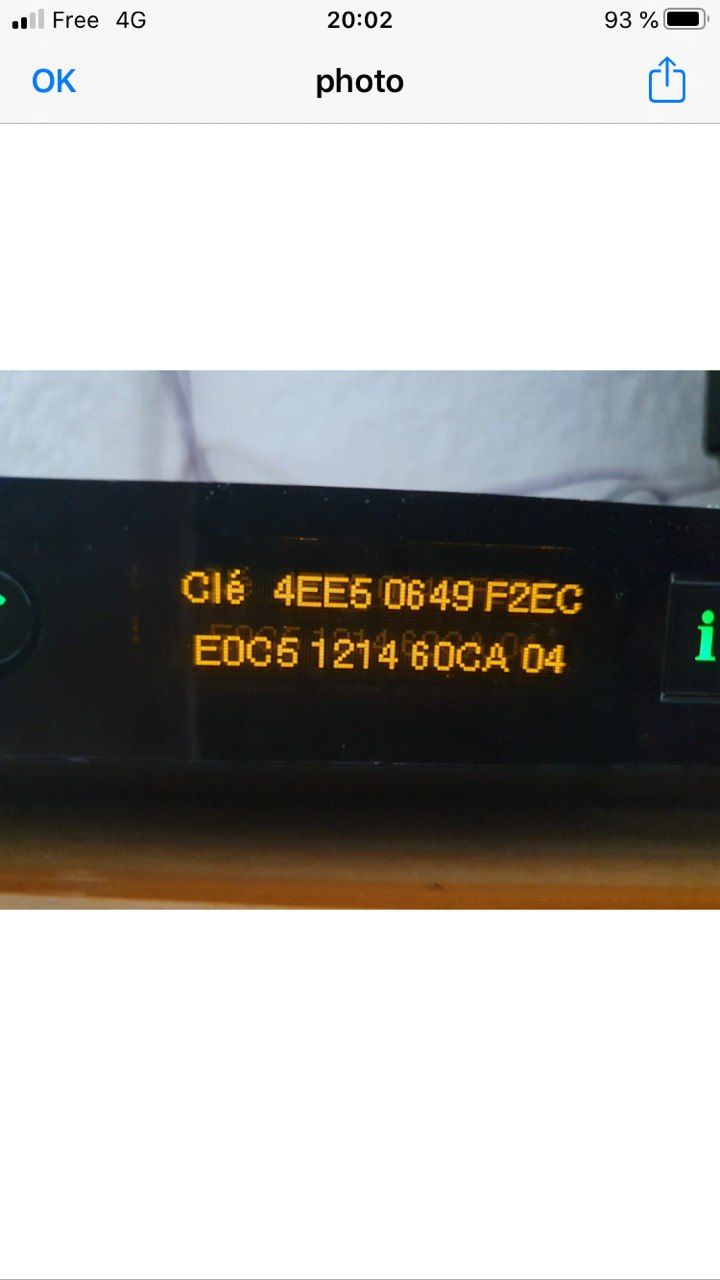 Free 4G 20:02 93 %
OK photo
Clé 4EE5 0649 F2EC
E0C5 1214 60CA 04
i